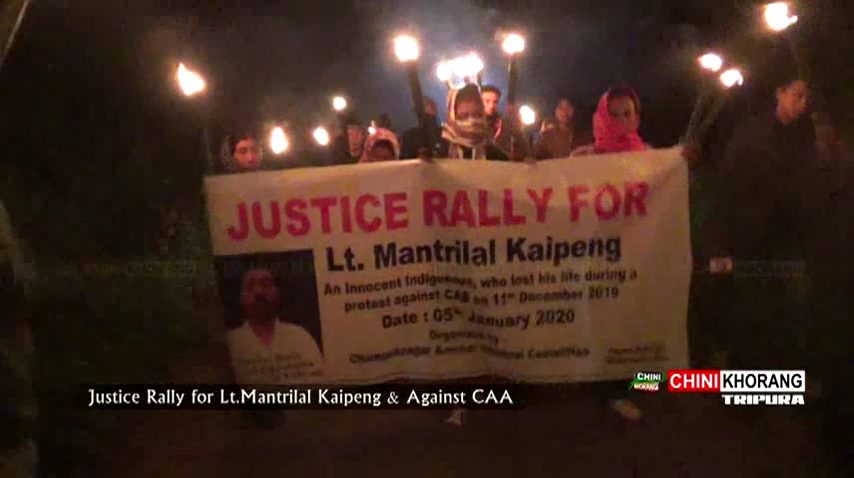 JUSTICE RALLY FOR
Lt. Mantrilal Kaipeng
An Innocent Indigenous, who lost his life during a
protest against CAB on 11th December 2019
Date : 05th January 2020
Organised by
CHINI
KHORANG
CHINI KHORANG
TRIPURA
Justice Rally for Lt.Mantrilal Kaipeng & Against CAA